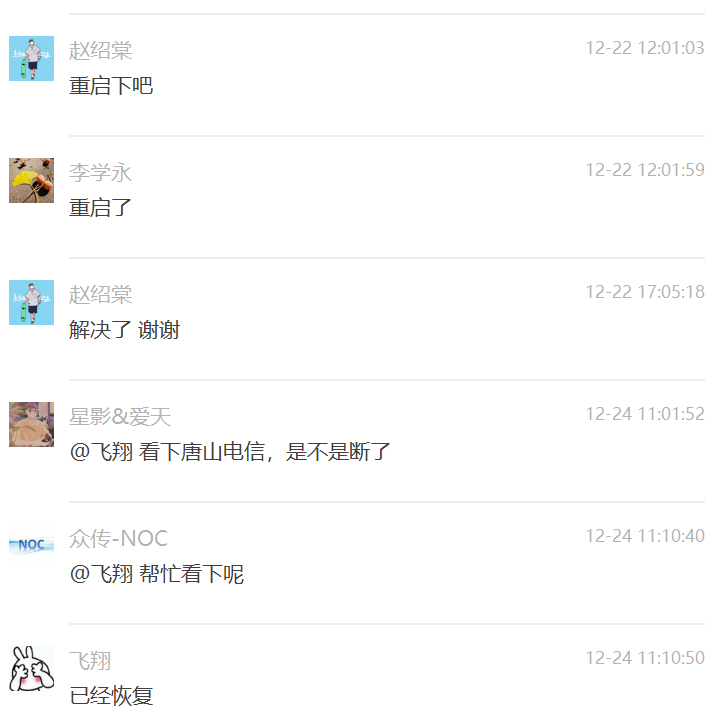 赵绍棠 12-22 12:01:03
重启下吧
李学永 12-22 12:01:59
重启了
赵绍棠 12-22 17:05:18
解决了 谢谢
星影&爱天 12-24 11:01:52
@飞翔 看下唐山电信，是不是断了
NOC
众传-NOC 12-24 11:10:40
@飞翔 帮忙看下呢
飞翔 12-24 11:10:50
已经恢复